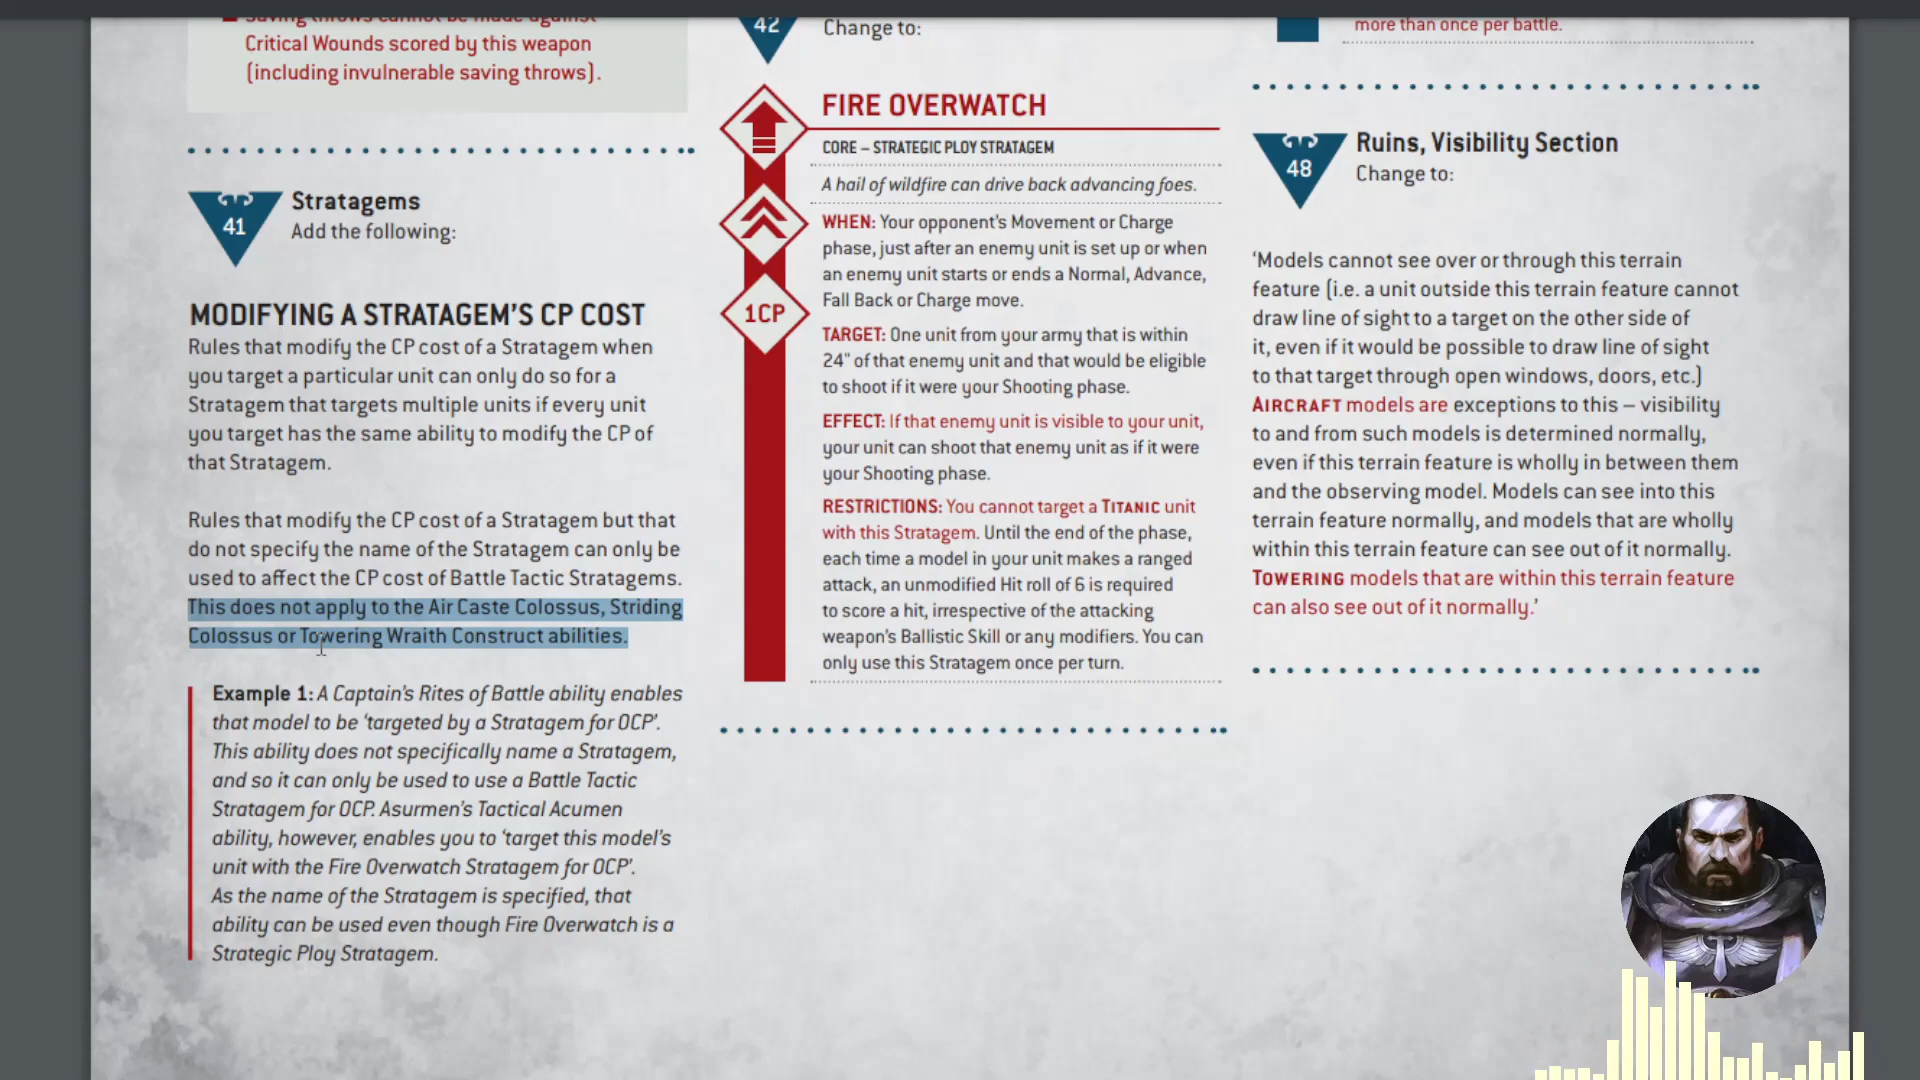 Saving throws cannot be made against
Critical Wounds scored by this weapon
(including invulnerable saving throws).
41
Stratagems
Add the following:
MODIFYING A STRATAGEM'S CP COST
Rules that modify the CP cost of a Stratagem when
you target a particular unit can only do so for a
Stratagem that targets multiple units if every unit
you target has the same ability to modify the CP of
that Stratagem.
Rules that modify the CP cost of a Stratagem but that
do not specify the name of the Stratagem can only be
used to affect the CP cost of Battle Tactic Stratagems.
This does not apply to the Air Caste Colossus, Striding
Colossus or Towering Wraith Construct abilities.
Example 1: A Captain's Rites of Battle ability enables
that model to be 'targeted by a Stratagem for 0CP'.
This ability does not specifically name a Stratagem,
and so it can only be used to use a Battle Tactic
Stratagem for 0CP. Asurmen's Tactical Acumen
ability, however, enables you to 'target this model's
unit with the Fire Overwatch Stratagem for 0CP'.
As the name of the Stratagem is specified, that
ability can be used even though Fire Overwatch is a
Strategic Ploy Stratagem.
42
Change to:
FIRE OVERWATCH
CORE – STRATEGIC PLOY STRATAGEM
A hail of wildfire can drive back advancing foes.
1CP
WHEN: Your opponent's Movement or Charge
phase, just after an enemy unit is set up or when
an enemy unit starts or ends a Normal, Advance,
Fall Back or Charge move.
TARGET: One unit from your army that is within
24" of that enemy unit and that would be eligible
to shoot if it were your Shooting phase.
EFFECT: If that enemy unit is visible to your unit,
your unit can shoot that enemy unit as if it were
your Shooting phase.
RESTRICTIONS: You cannot target a TITANIC unit
with this Stratagem. Until the end of the phase,
each time a model in your unit makes a ranged
attack, an unmodified Hit roll of 6 is required
to score a hit, irrespective of the attacking
weapon's Ballistic Skill or any modifiers. You can
only use this Stratagem once per turn.
more than once per battle.
48
Ruins, Visibility Section
Change to:
'Models cannot see over or through this terrain
feature (i.e. a unit outside this terrain feature cannot
draw line of sight to a target on the other side of
it, even if it would be possible to draw line of sight
to that target through open windows, doors, etc.)
AIRCRAFT models are exceptions to this – visibility
to and from such models is determined normally,
even if this terrain feature is wholly in between them
and the observing model. Models can see into this
terrain feature normally, and models that are wholly
within this terrain feature can see out of it normally.
TOWERING models that are within this terrain feature
can also see out of it normally.'